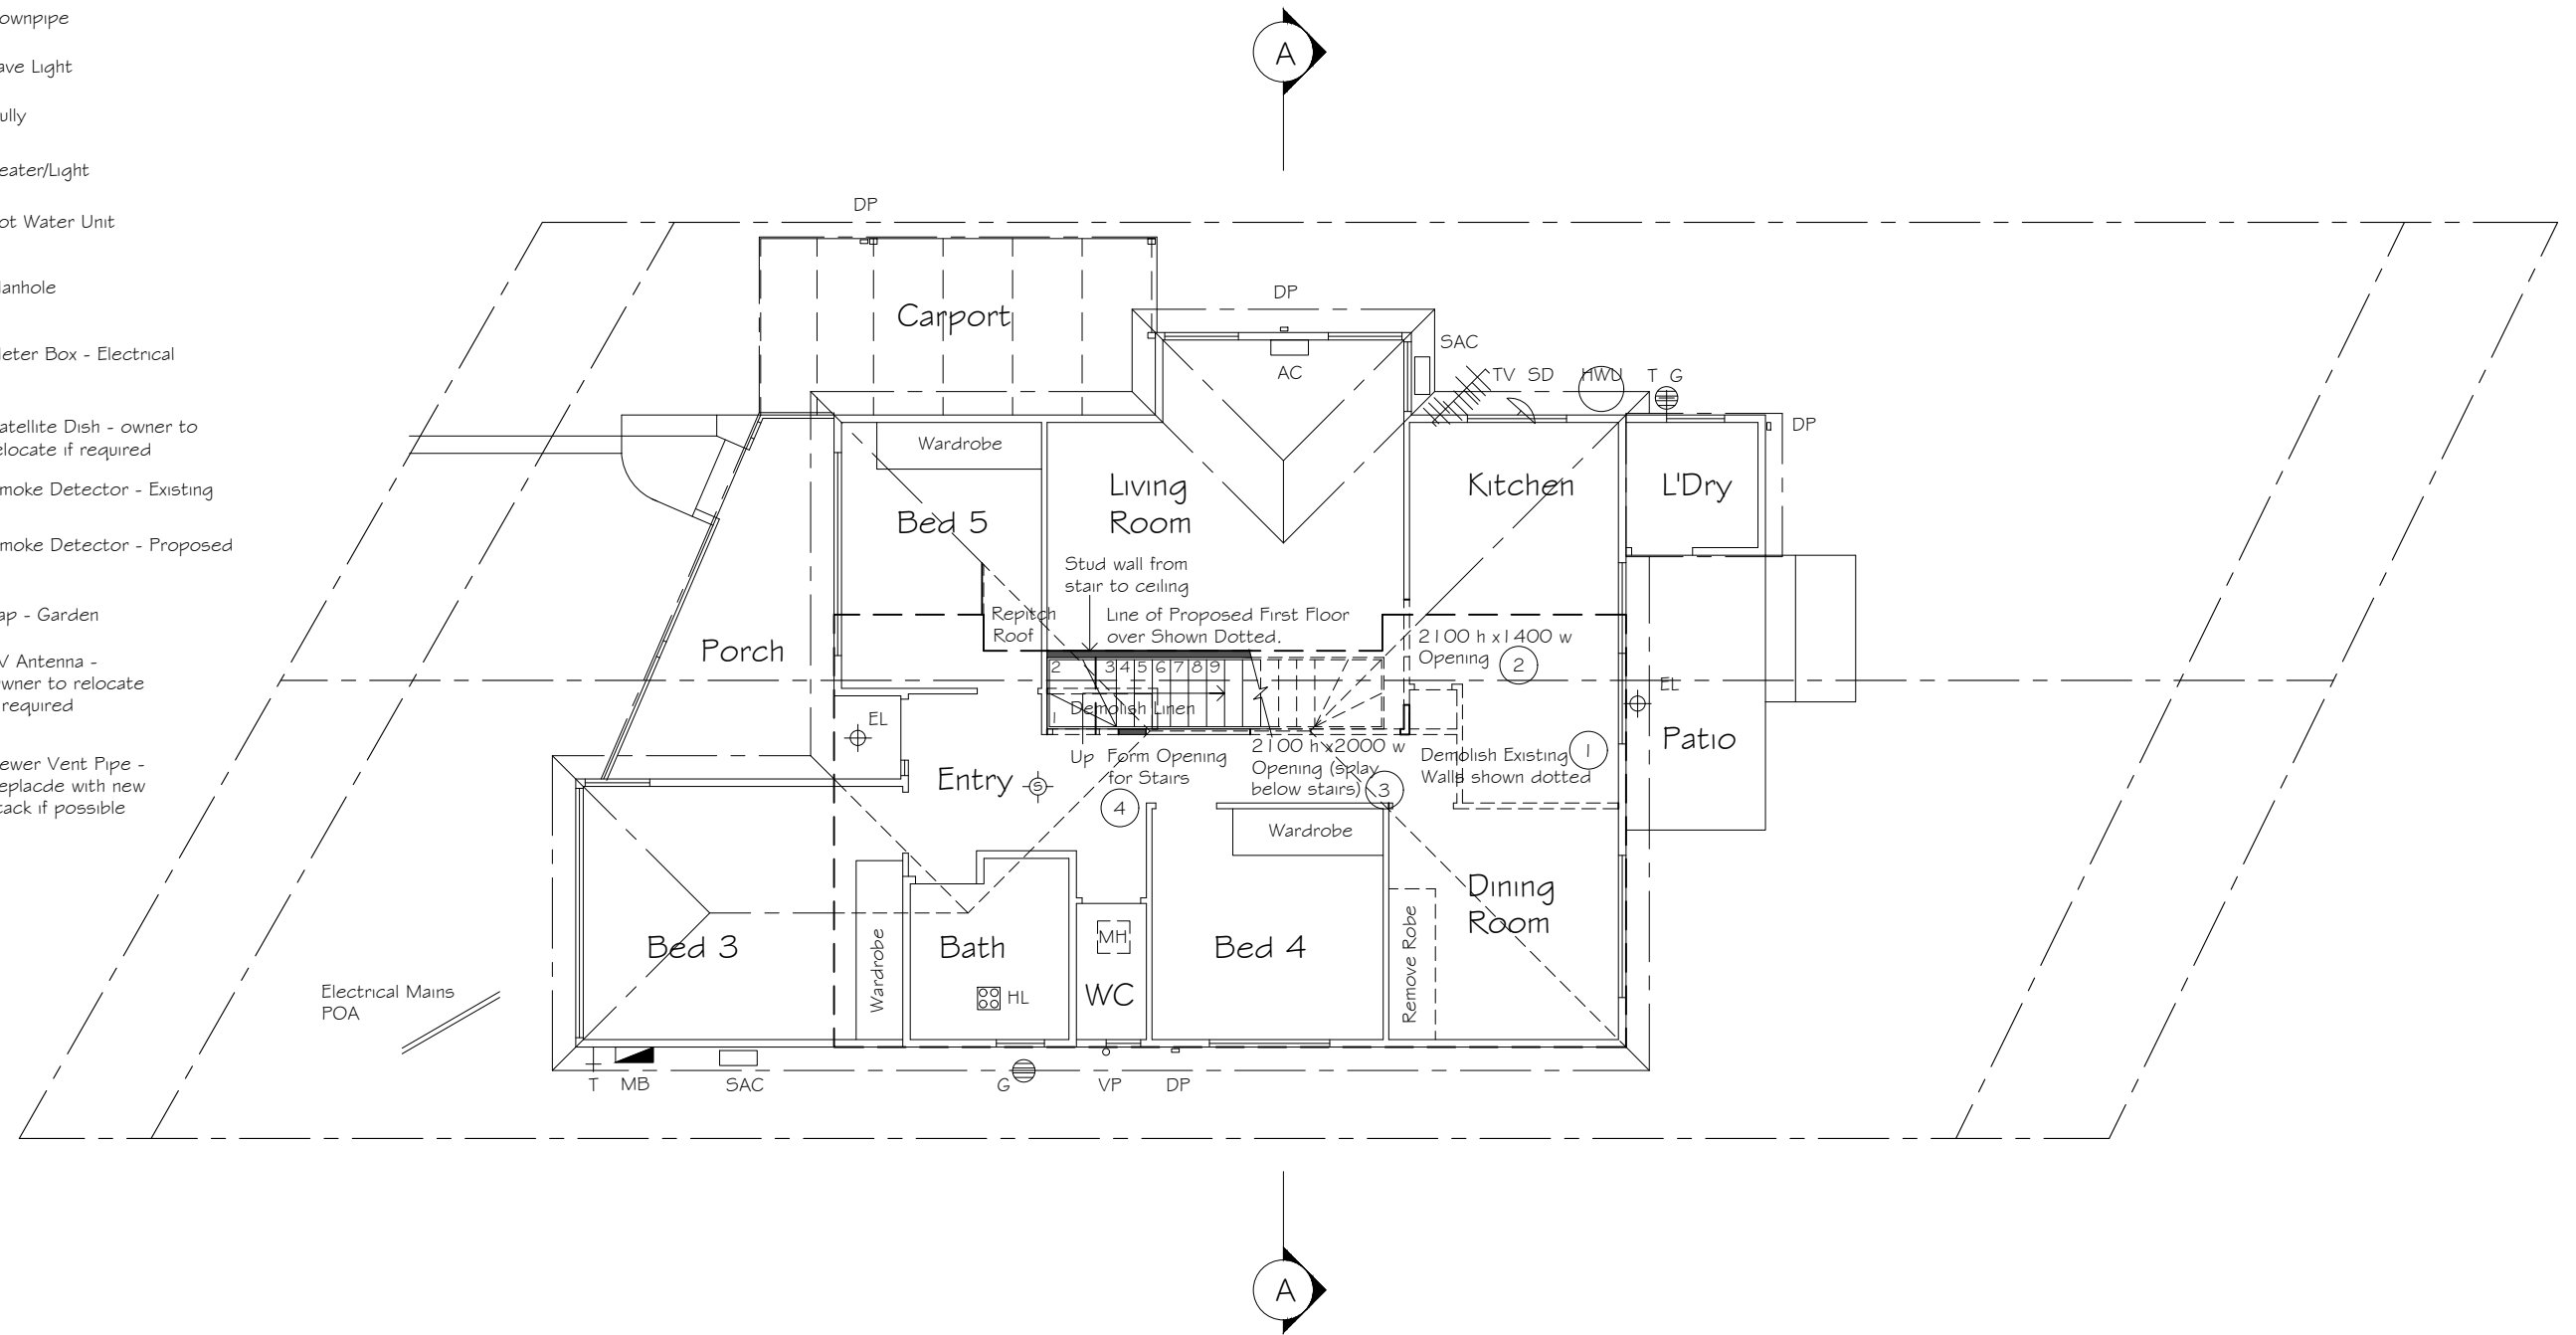 ownpipe
ave Light
ully
eater/Light
ot Water Unit
lanhole
leter Box - Electrical
atellite Dish - owner to
elocate if required
moke Detector - Existing
moke Detector - Proposed
ap - Garden
V Antenna -
wner to relocate
required
ewer Vent Pipe -
eplacde with new
tack if possible
A
DP
Carport
DP
AC
SAC
TV SD HWU T G
DP
Wardrobe
Bed 5
Living
Room
Kitchen
L'Dry
Stud wall from
stair to ceiling
Repitch
Roof
Line of Proposed First Floor
over Shown Dotted.
2100 h x1400 w
Opening
2
Porch
2 3 4 5 6 7 8 9
Demolish Linen
EL
EL
Patio
Entry
S
Up
Form Opening
for Stairs
4
2100 h x2000 w
Opening (splay
below stairs)
3
Demolish Existing
Walls shown dotted
1
Wardrobe
Bed 3
Wardrobe
Bath
HL
MH
WC
Bed 4
Remove Robe
Dining
Room
Electrical Mains
POA
T MB SAC G VP DP
A